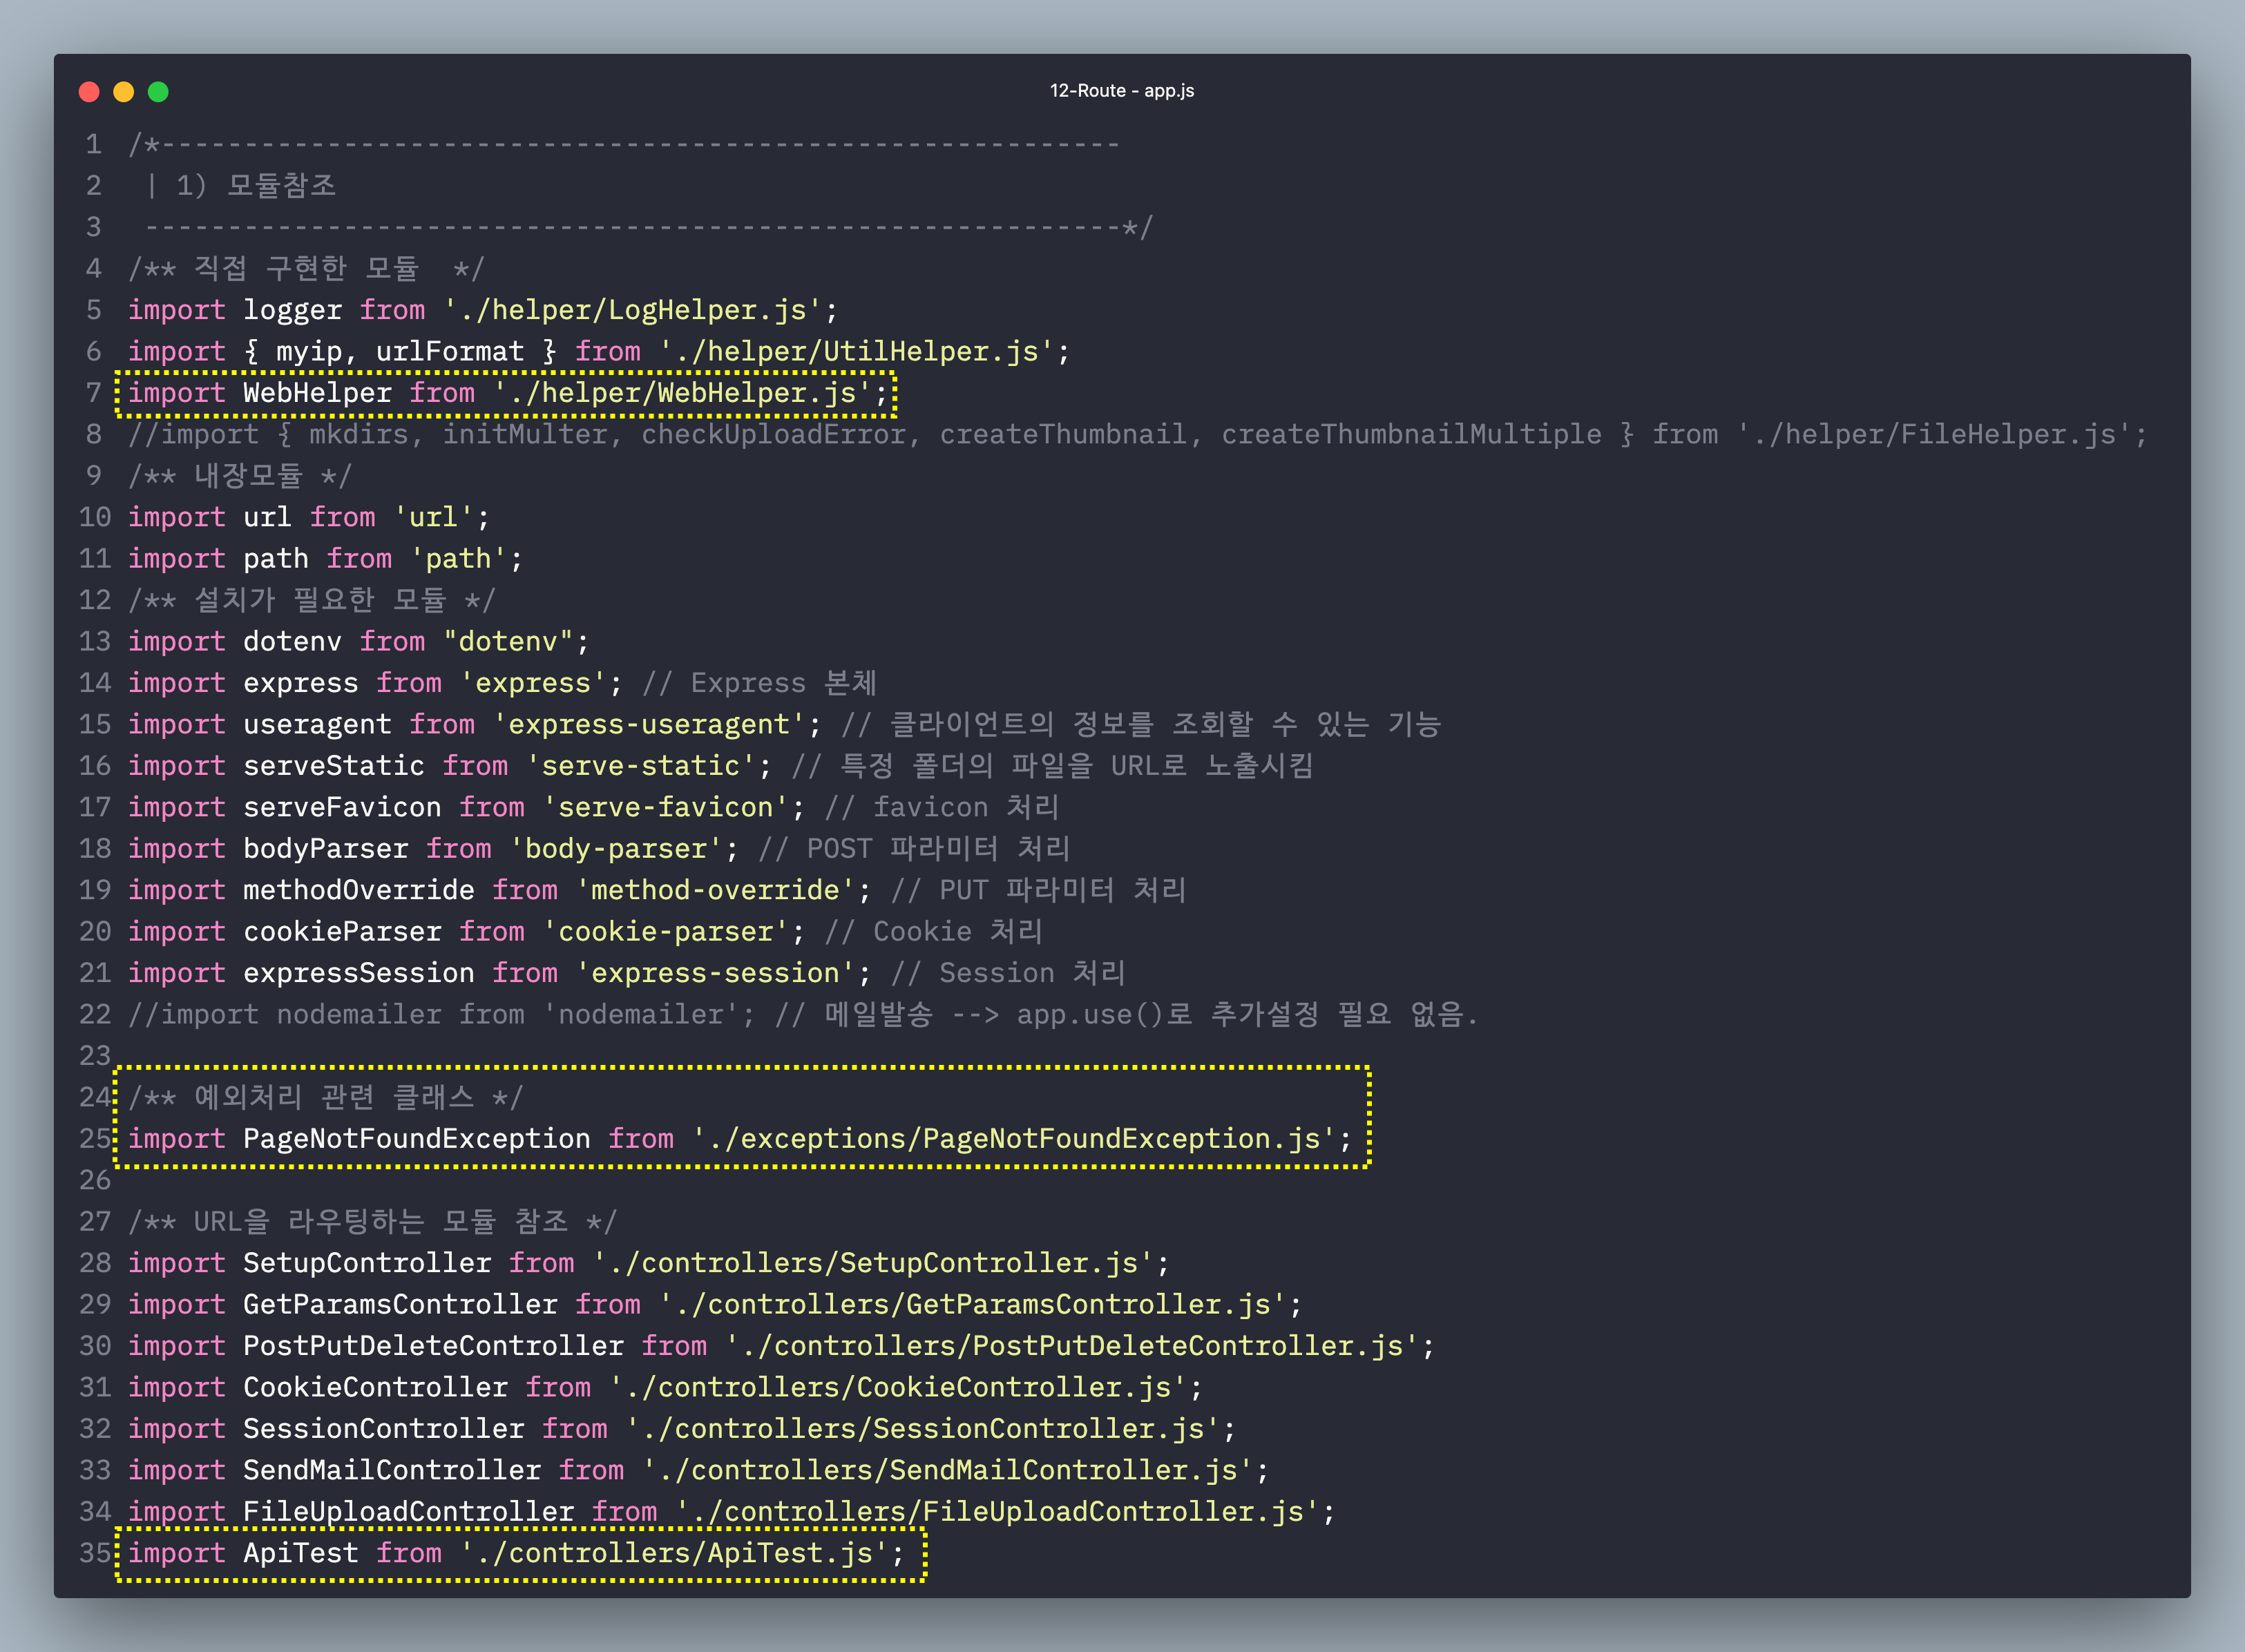 12-Route - app.js
1 /*----------------------------------------------------------
2 | 1) 모듈참조
3 -----------------------------------------------------------*/
4 /** 직접 구현한 모듈  */
5 import logger from './helper/LogHelper.js';
6 import { myip, urlFormat } from './helper/UtilHelper.js';
7 import WebHelper from './helper/WebHelper.js';
8 //import { mkdirs, initMulter, checkUploadError, createThumbnail, createThumbnailMultiple } from './helper/FileHelper.js';
9 /** 내장모듈 */
10 import url from 'url';
11 import path from 'path';
12 /** 설치가 필요한 모듈 */
13 import dotenv from "dotenv";
14 import express from 'express'; // Express 본체
15 import useragent from 'express-useragent'; // 클라이언트의 정보를 조회할 수 있는 기능
16 import serveStatic from 'serve-static'; // 특정 폴더의 파일을 URL로 노출시킴
17 import serveFavicon from 'serve-favicon'; // favicon 처리
18 import bodyParser from 'body-parser'; // POST 파라미터 처리
19 import methodOverride from 'method-override'; // PUT 파라미터 처리
20 import cookieParser from 'cookie-parser'; // Cookie 처리
21 import expressSession from 'express-session'; // Session 처리
22 //import nodemailer from 'nodemailer'; // 메일발송 --> app.use()로 추가설정 필요 없음.
23
24 /** 예외처리 관련 클래스 */
25 import PageNotFoundException from './exceptions/PageNotFoundException.js';
26
27 /** URL을 라우팅하는 모듈 참조 */
28 import SetupController from './controllers/SetupController.js';
29 import GetParamsController from './controllers/GetParamsController.js';
30 import PostPutDeleteController from './controllers/PostPutDeleteController.js';
31 import CookieController from './controllers/CookieController.js';
32 import SessionController from './controllers/SessionController.js';
33 import SendMailController from './controllers/SendMailController.js';
34 import FileUploadController from './controllers/FileUploadController.js';
35 import ApiTest from './controllers/ApiTest.js';